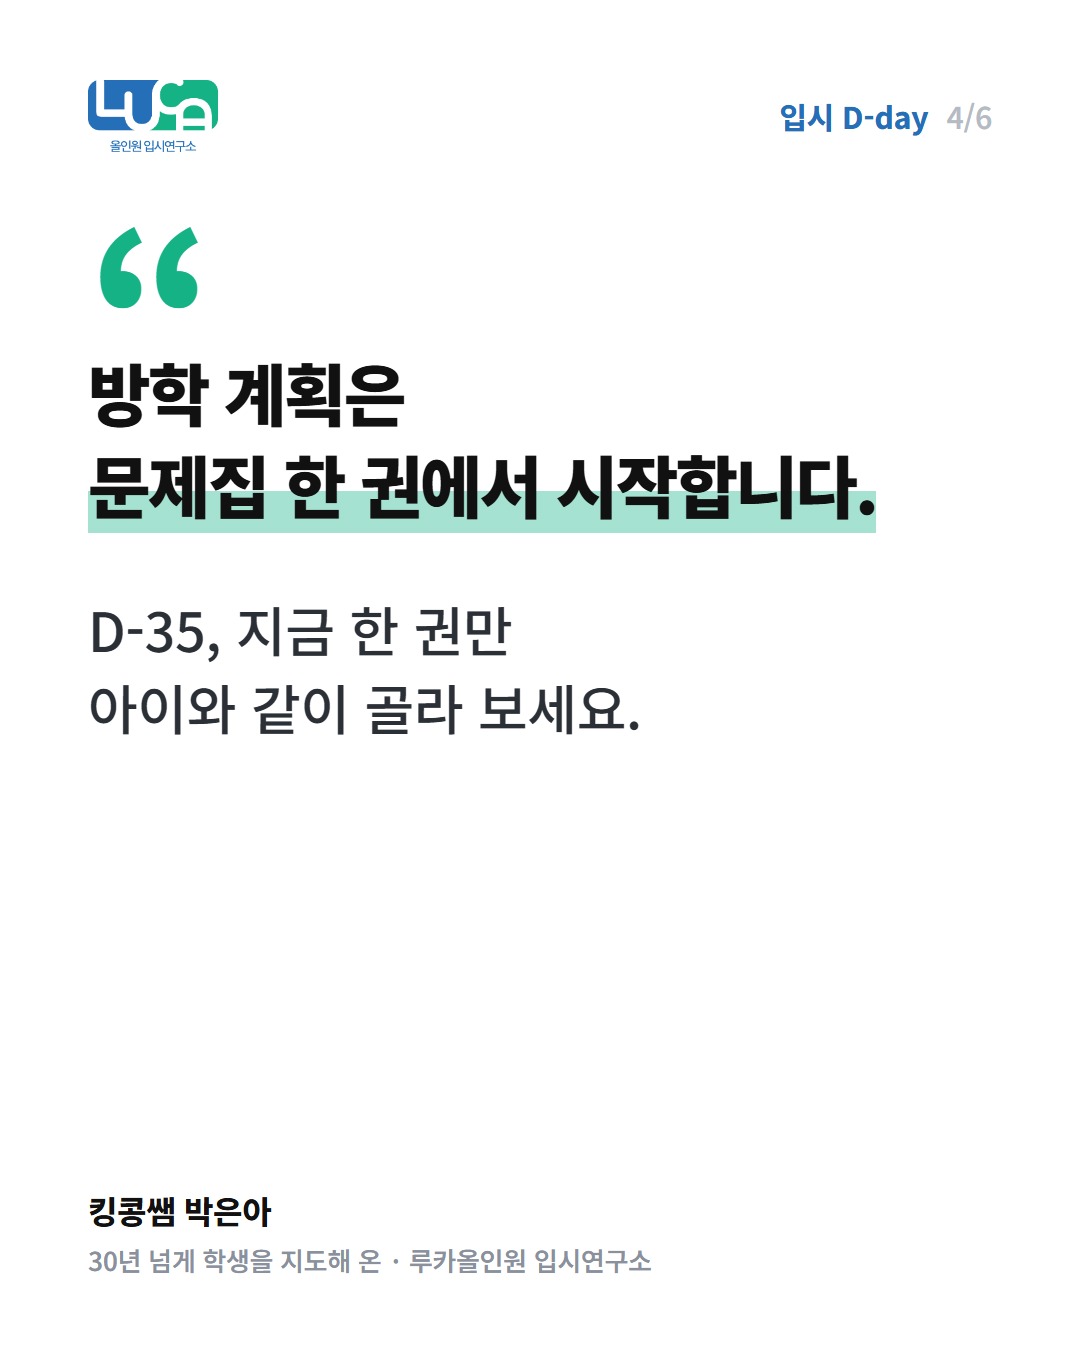 LUCA
올인원 입시연구소
입시 D-day 4/6
“
방학 계획은
문제집 한 권에서 시작합니다.
D-35, 지금 한 권만
아이와 같이 골라 보세요.
킹콩쌤 박은아
30년 넘게 학생을 지도해 온 · 루카올인원 입시연구소